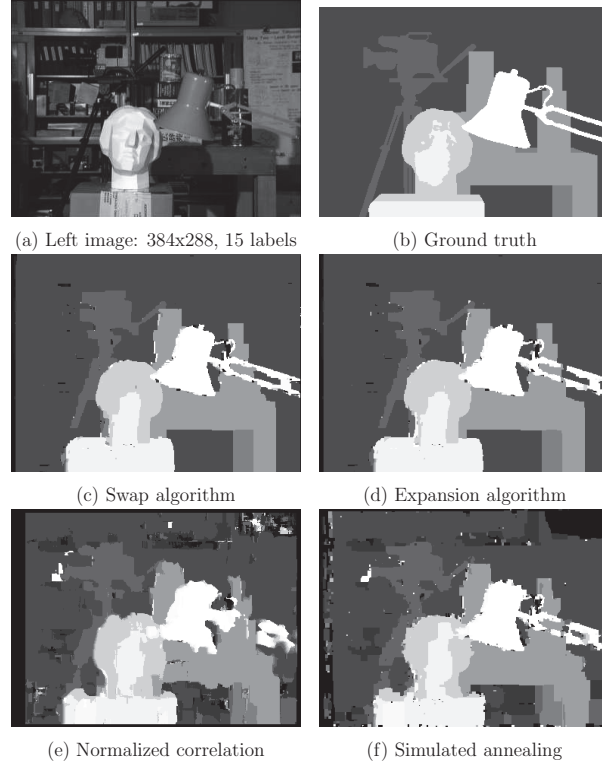 (a) Left image: 384x288, 15 labels
(b) Ground truth
(c) Swap algorithm
(d) Expansion algorithm
(e) Normalized correlation
(f) Simulated annealing